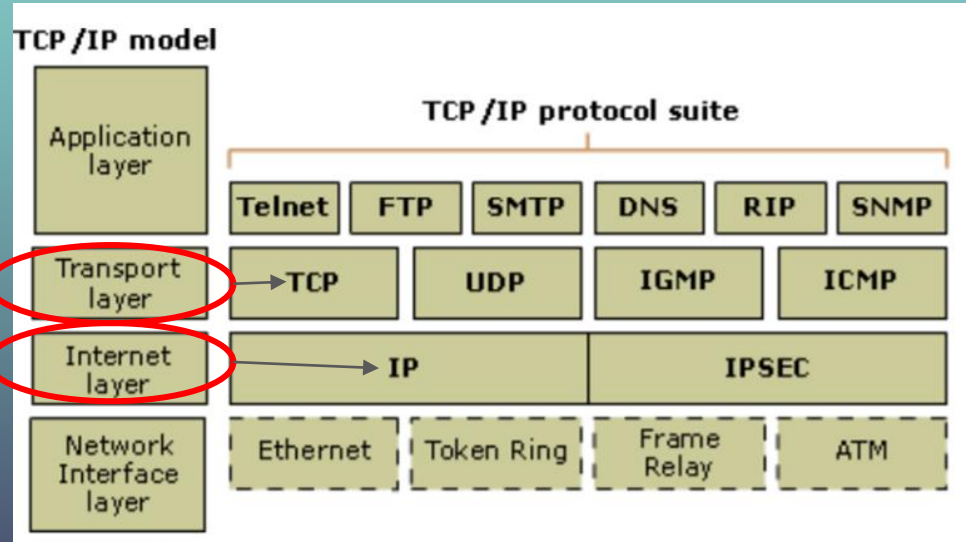 TCP/IP model
TCP/IP protocol suite
Application
layer
Telnet FTP SMTP DNS RIP SNMP
Transport
layer
TCP UDP IGMP ICMP
Internet
layer
IP IPSEC
Network
Interface
layer
Ethernet Token Ring Frame
Relay ATM